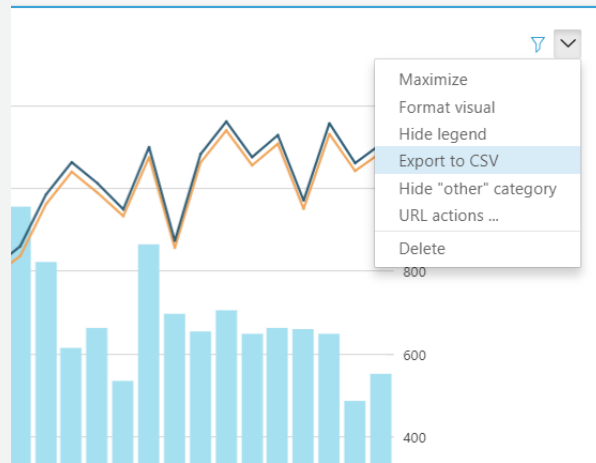 Maximize
Format visual
Hide legend
Export to CSV
Hide "other" category
URL actions ...
Delete
800
600
400